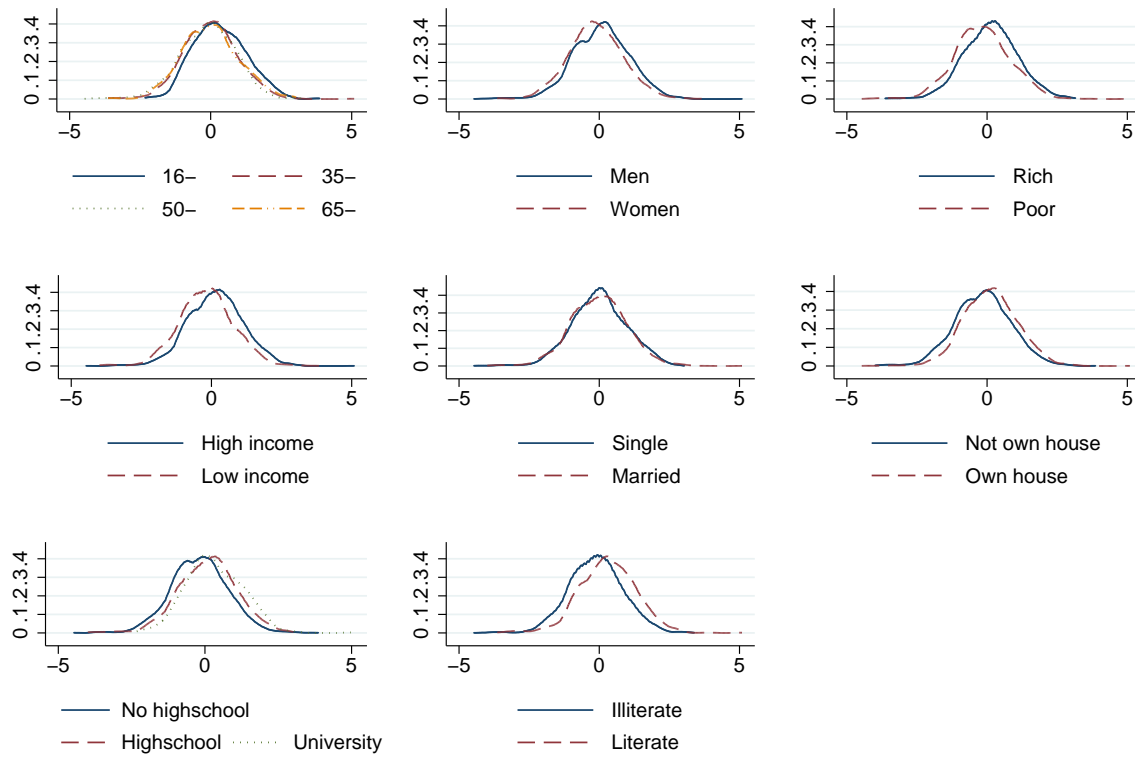 0 .1.2.3.4
−5 0 5
16− 35−
50− 65−
0 .1.2.3.4
−5 0 5
Men
Women
0 .1.2.3.4
−5 0 5
Rich
Poor
0 .1.2.3.4
−5 0 5
High income
Low income
0 .1.2.3.4
−5 0 5
Single
Married
0 .1.2.3.4
−5 0 5
Not own house
Own house
0 .1.2.3.4
−5 0 5
No highschool
Highschool University
0 .1.2.3.4
−5 0 5
Illiterate
Literate